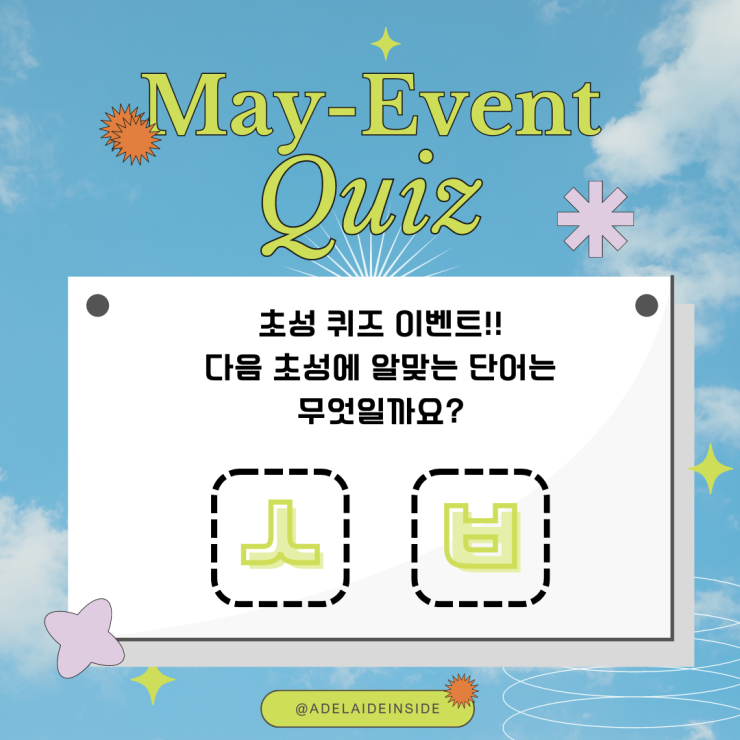 May-Event
Quiz
초성 퀴즈 이벤트!!
다음 초성에 알맞는 단어는
무엇일까요?
ㅅ ㅂ
@ADELAIDEINSIDE